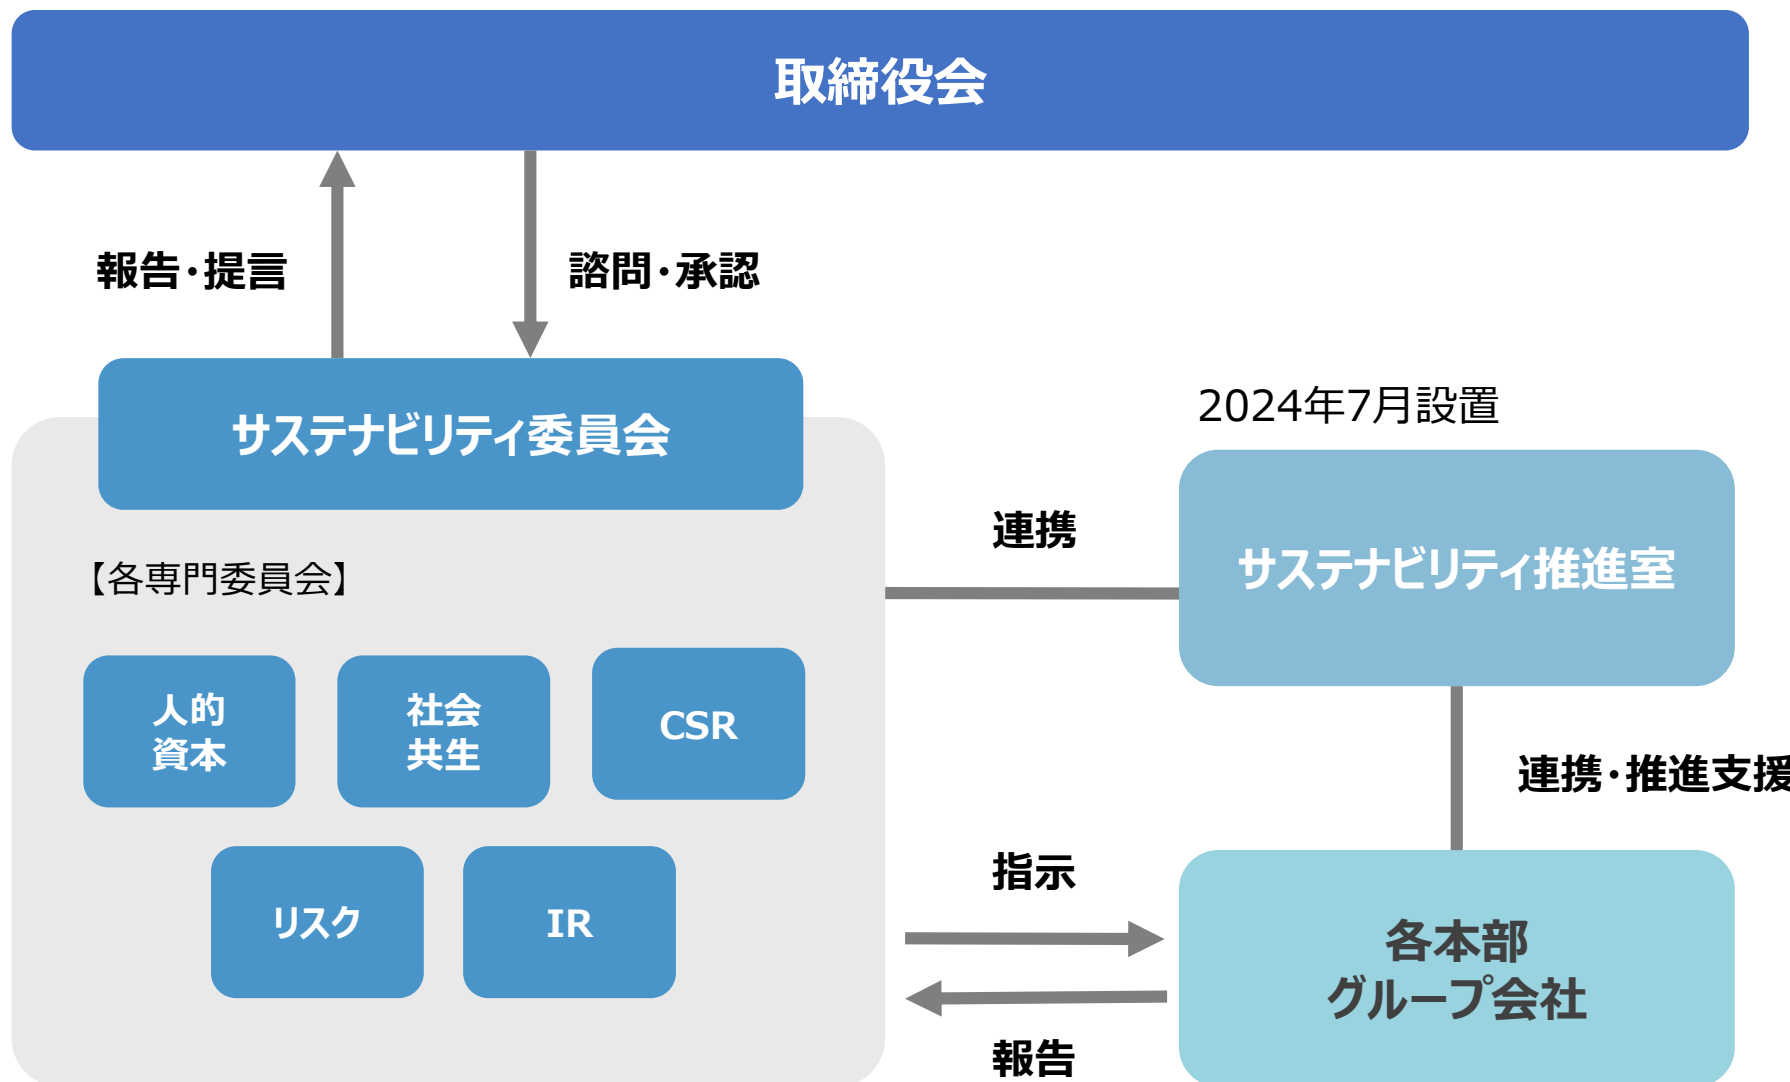 取締役会
報告・提言
諮問・承認
サステナビリティ委員会
2024年7月設置
連携
サステナビリティ推進室
【各専門委員会】
人的
資本
社会
共生
CSR
連携・推進支援
リスク
IR
指示
各本部
グループ会社
報告